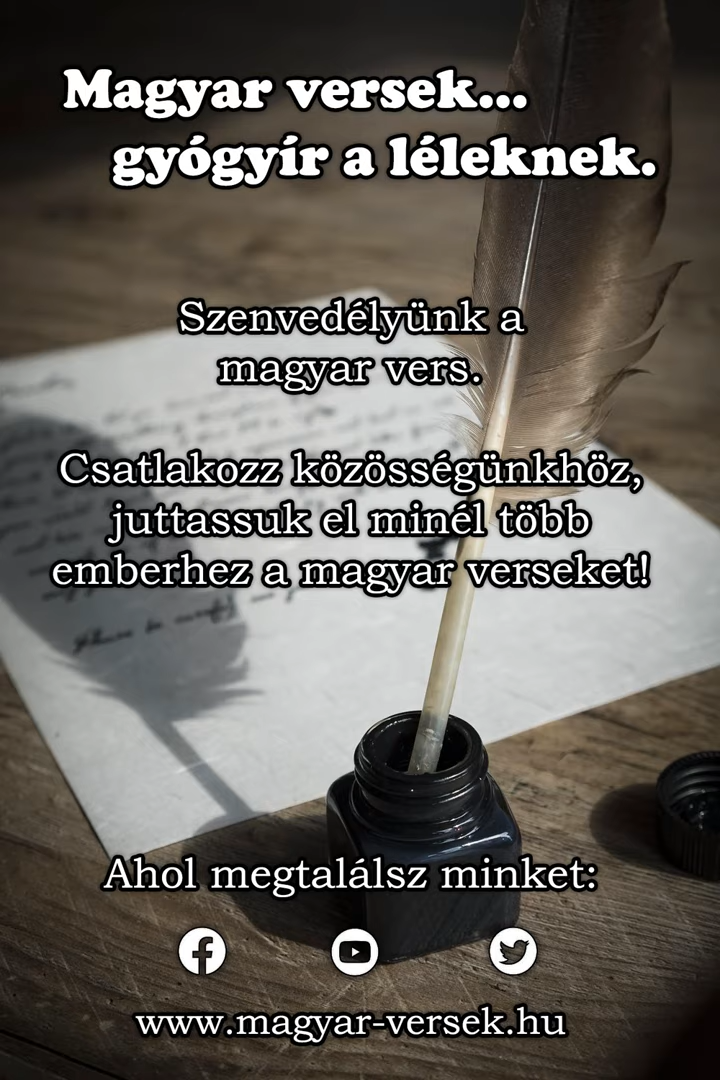 Magyar versek...
gyógyír a léleknek.
Szenvedélyünk a
magyar vers.
Csatlakozz közösségünkhöz,
juttassuk el minél több
emberhez a magyar verseket!
Ahol megtalálsz minket:
www.magyar-versek.hu